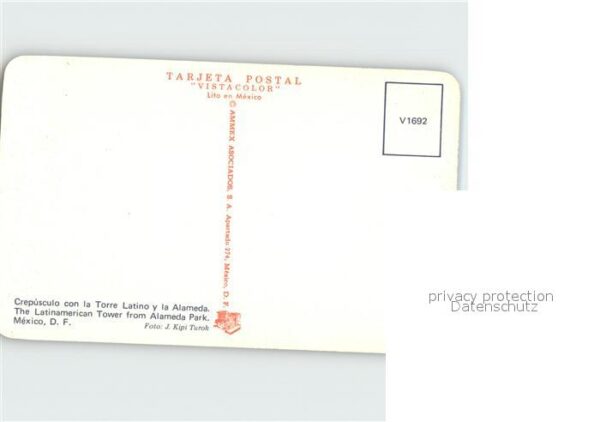 TARJETA POSTAL
"VISTACOLOR"
Lito en México
V1692
© AMMEX ASOCIADOS, S. A. Apartado 774, México, D. F.
Crepúsculo con la Torre Latino y la Alameda.
The Latinamerican Tower from Alameda Park.
México, D. F.
Foto: J. Kipi Turok
privacy protection
Datenschutz